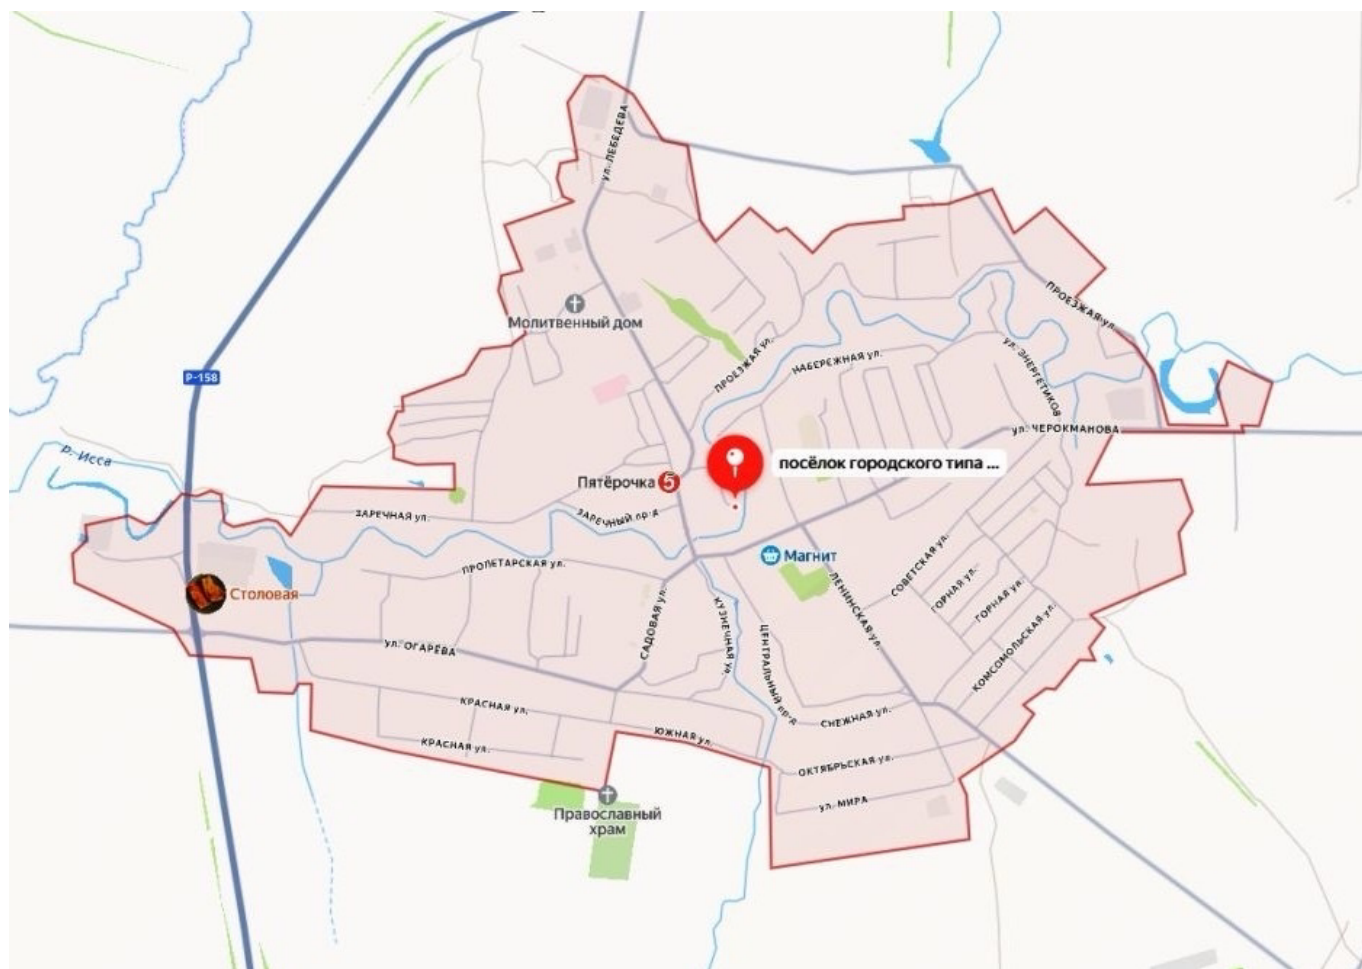 ул. ЛЕБЕДЕВА
Молитвенный дом
ПРОЕЗЖАЯ ул.
Р-158
ПРОЕЗЖАЯ ул.
НАБЕРЕЖНАЯ ул.
ул. ЭНЕРГЕТИКОВ
ул. ЧЕРОКМАНОВА
р. Исса
посёлок городского типа ...
Пятёрочка 5
ЗАРЕЧНАЯ ул.
ЗАРЕЧНЫЙ пр-д
Магнит
ПРОЛЕТАРСКАЯ ул.
Столовая
СОВЕТСКАЯ ул.
ГОРНАЯ ул.
ГОРНАЯ ул.
ЛЕНИНСКАЯ ул.
КОМСОМОЛЬСКАЯ ул.
САДОВАЯ ул.
КУЗНЕЧНАЯ ул.
ЦЕНТРАЛЬНЫЙ пр-д
ул. ОГАРЁВА
КРАСНАЯ ул.
СНЕЖНАЯ ул.
ЮЖНАЯ ул.
КРАСНАЯ ул.
ОКТЯБРЬСКАЯ ул.
ул. МИРА
Православный
храм